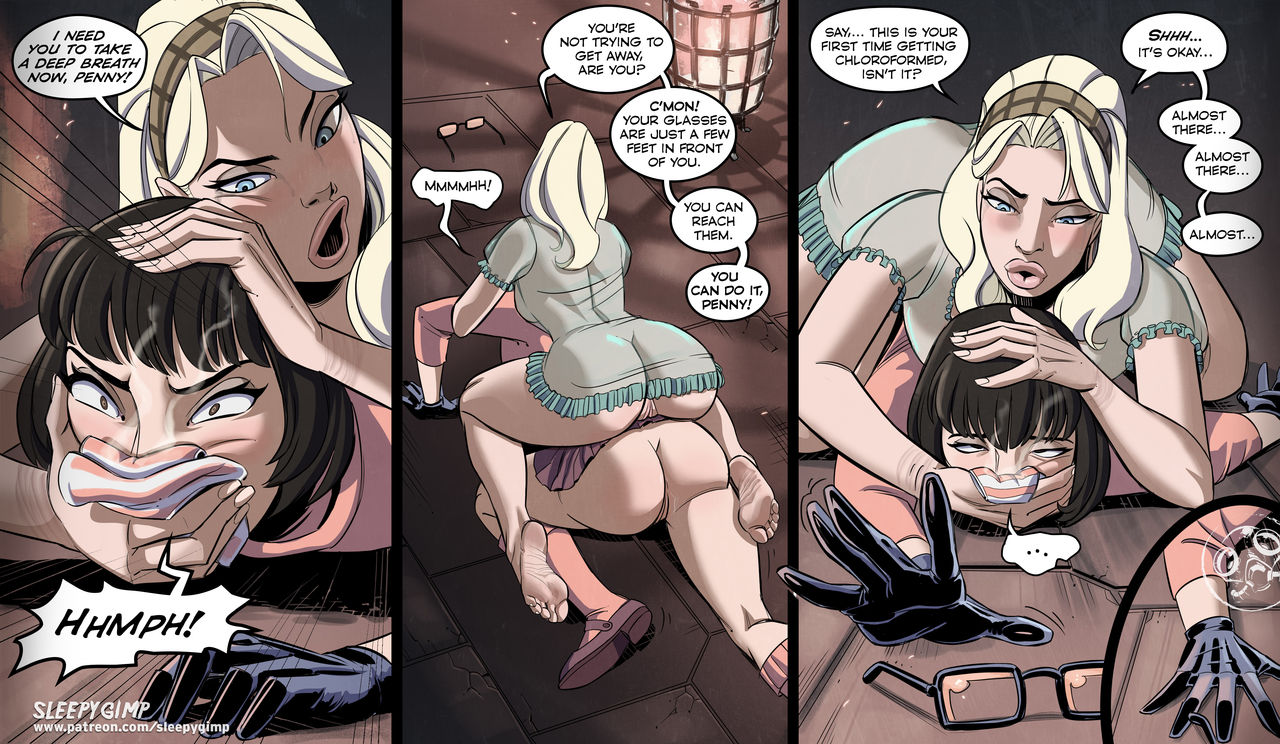 I NEED
YOU TO TAKE
A DEEP BREATH
NOW, PENNY!
HHMPH!
SLEEPYGIMP
www.patreon.com/sleepygimp
YOU'RE
NOT TRYING TO
GET AWAY,
ARE YOU?
C'MON!
YOUR GLASSES
ARE JUST A FEW
FEET IN FRONT
OF YOU.
MMMMHH!
YOU CAN
REACH
THEM.
YOU
CAN DO IT,
PENNY!
SAY,... THIS IS YOUR
FIRST TIME GETTING
CHLOROFORMED,
ISN'T IT?
SHHH...
IT'S OKAY...
ALMOST
THERE...
ALMOST
THERE...
ALMOST...
...